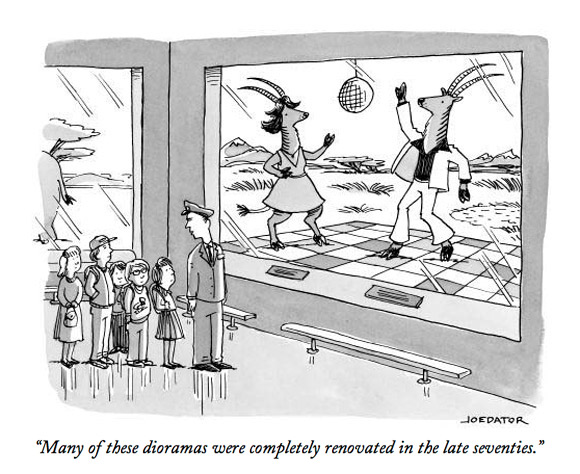 JOEDATOR
“Many of these dioramas were completely renovated in the late seventies.”